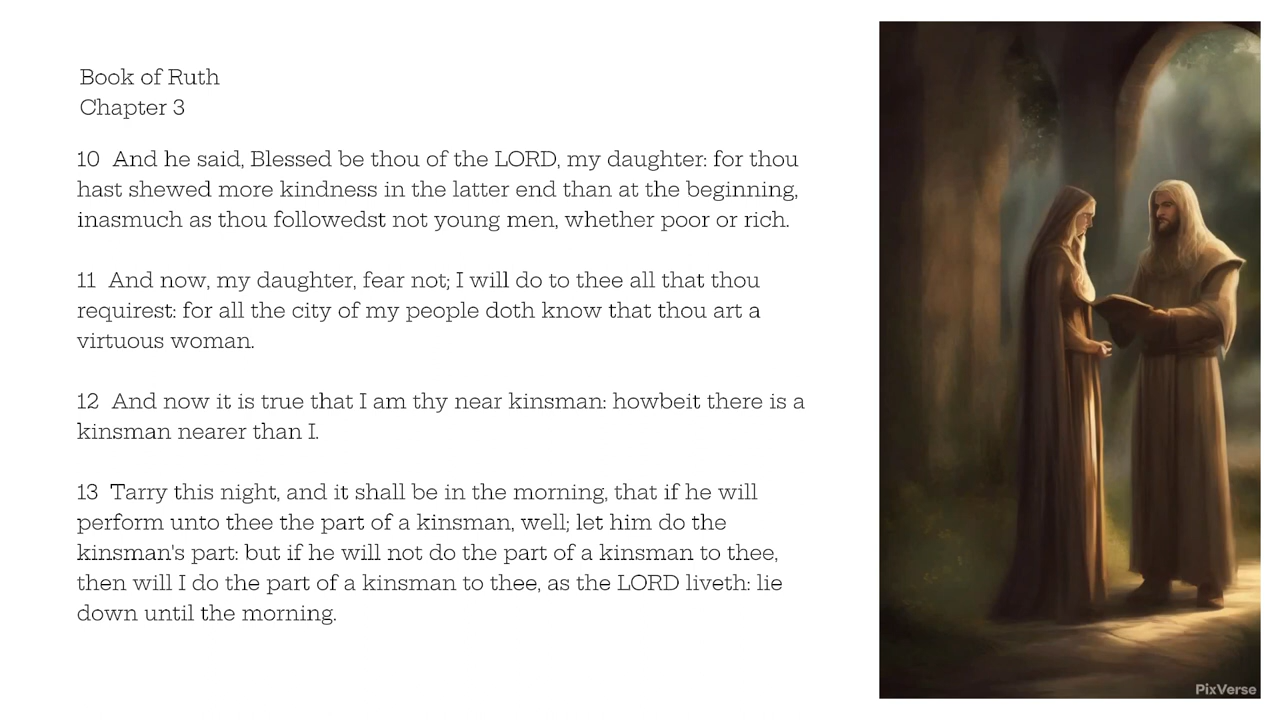 Book of Ruth
Chapter 3
10 And he said, Blessed be thou of the LORD, my daughter: for thou
hast shewed more kindness in the latter end than at the beginning,
inasmuch as thou followedst not young men, whether poor or rich.
11 And now, my daughter, fear not; I will do to thee all that thou
requirest: for all the city of my people doth know that thou art a
virtuous woman.
12 And now it is true that I am thy near kinsman: howbeit there is a
kinsman nearer than I.
13 Tarry this night, and it shall be in the morning, that if he will
perform unto thee the part of a kinsman, well; let him do the
kinsman's part: but if he will not do the part of a kinsman to thee,
then will I do the part of a kinsman to thee, as the LORD liveth: lie
down until the morning.
PixVerse